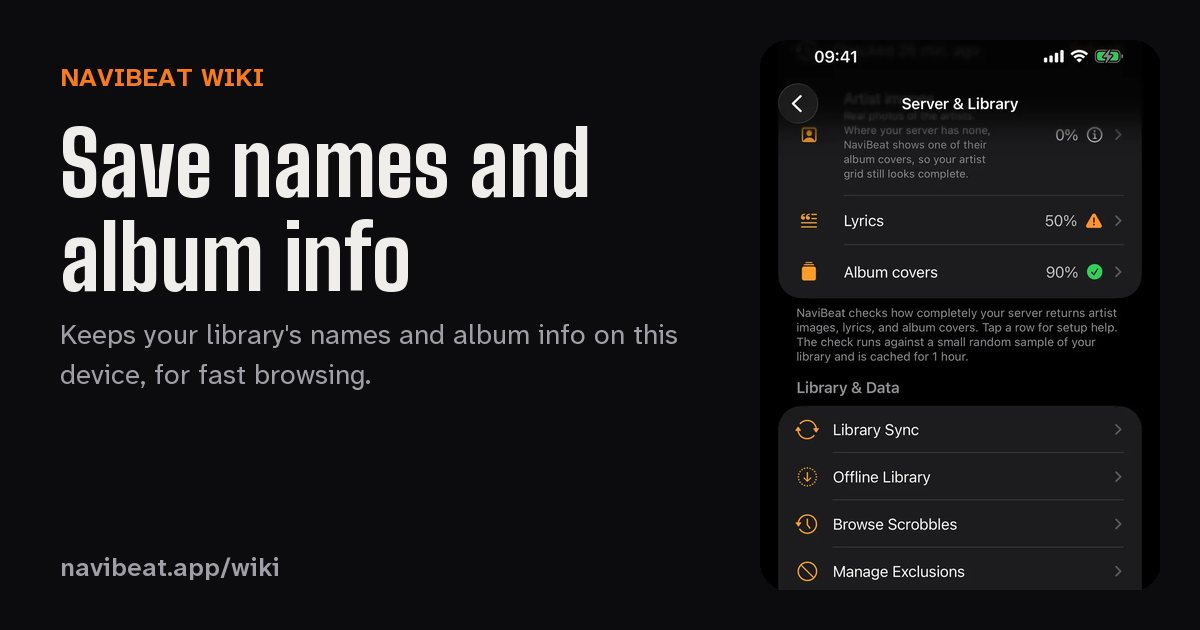 NAVIBEAT WIKI
Save names and
album info
Keeps your library's names and album info on this
device, for fast browsing.
navibeat.app/wiki
09:41
Server & Library
Artist images
Real photos of the artists.
Where your server has none,
NaviBeat shows one of their
album covers, so your artist
grid still looks complete.
0%
Lyrics
50%
Album covers
90%
NaviBeat checks how completely your server returns artist
images, lyrics, and album covers. Tap a row for setup help.
The check runs against a small random sample of your
library and is cached for 1 hour.
Library & Data
Library Sync
Offline Library
Browse Scrobbles
Manage Exclusions